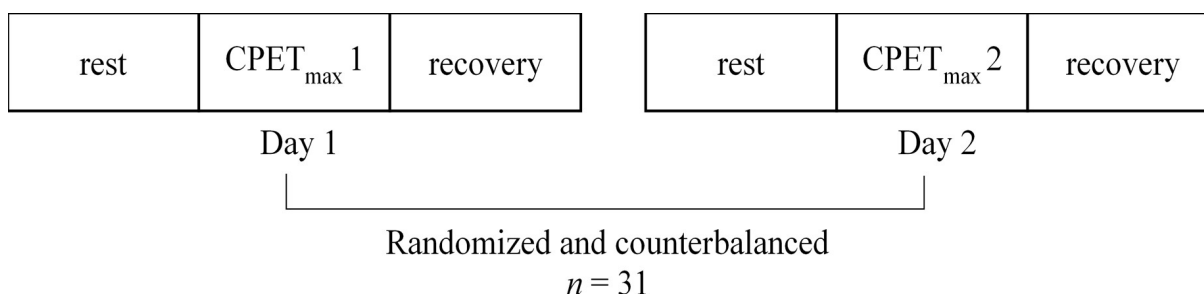 rest CPETmax 1 recovery rest CPETmax 2 recovery
Day 1 Day 2
Randomized and counterbalanced
n = 31